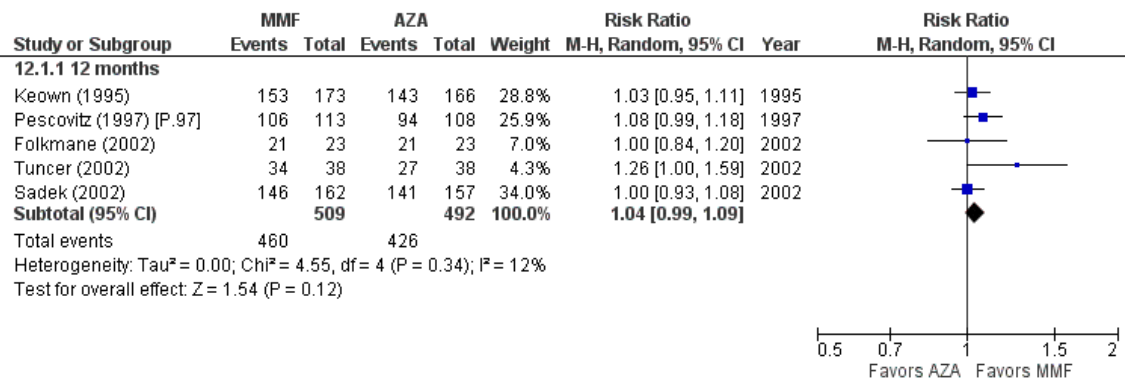 MMF AZA Risk Ratio Risk Ratio
Study or Subgroup Events Total Events Total Weight M-H, Random, 95% CI Year M-H, Random, 95% CI
12.1.1 12 months
Keown (1995) 153 173 143 166 28.8% 1.03 [0.95, 1.11] 1995
Pescovitz (1997) [P.97] 106 113 94 108 25.9% 1.08 [0.99, 1.18] 1997
Folkmane (2002) 21 23 21 23 7.0% 1.00 [0.84, 1.20] 2002
Tuncer (2002) 34 38 27 38 4.3% 1.26 [1.00, 1.59] 2002
Sadek (2002) 146 162 141 157 34.0% 1.00 [0.93, 1.08] 2002
Subtotal (95% CI) 509 492 100.0% 1.04 [0.99, 1.09]
Total events 460 426
Heterogeneity: Tau² = 0.00; Chi² = 4.55, df = 4 (P = 0.34); I² = 12%
Test for overall effect: Z = 1.54 (P = 0.12)
0.5 0.7 1 1.5 2
Favors AZA Favors MMF